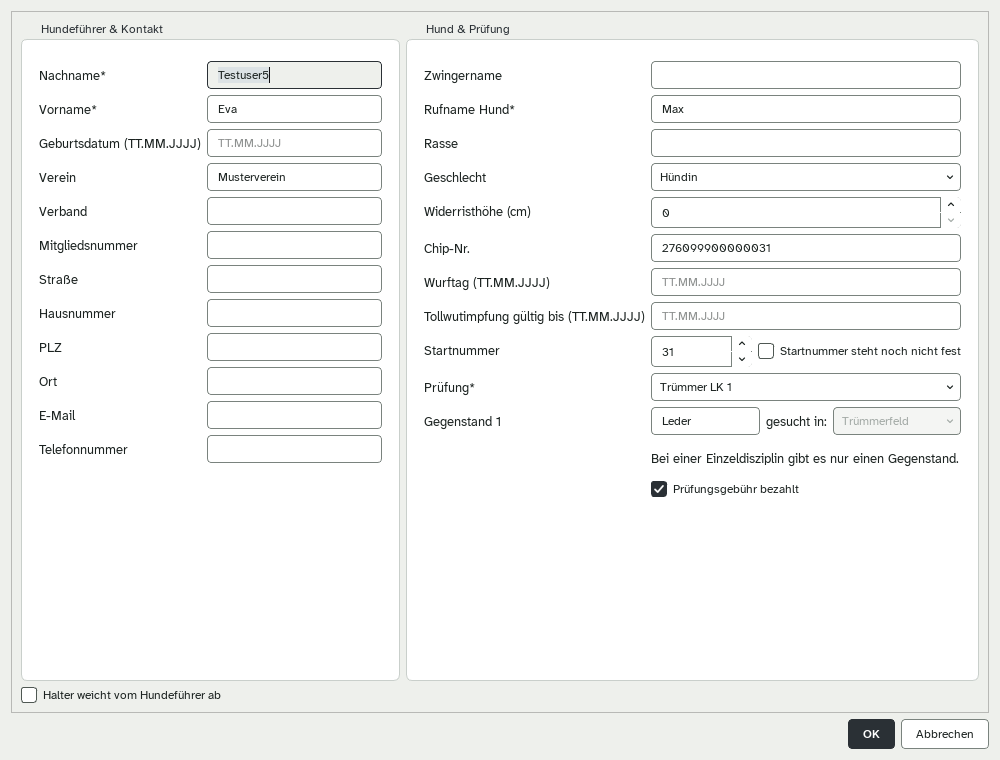 Hundeführer & Kontakt
Nachname* Testuser5
Vorname* Eva
Geburtsdatum (TT.MM.JJJJ) TT.MM.JJJJ
Verein Musterverein
Verband
Mitgliedsnummer
Straße
Hausnummer
PLZ
Ort
E-Mail
Telefonnummer
Halter weicht vom Hundeführer ab
Hund & Prüfung
Zwingername
Rufname Hund* Max
Rasse
Geschlecht Hündin
Widerristhöhe (cm) 0
Chip-Nr. 276099900000031
Wurftag (TT.MM.JJJJ) TT.MM.JJJJ
Tollwutimpfung gültig bis (TT.MM.JJJJ) TT.MM.JJJJ
Startnummer 31 Startnummer steht noch nicht fest
Prüfung* Trümmer LK 1
Gegenstand 1 Leder gesucht in: Trümmerfeld
Bei einer Einzeldisziplin gibt es nur einen Gegenstand.
Prüfungsgebühr bezahlt
OK Abbrechen